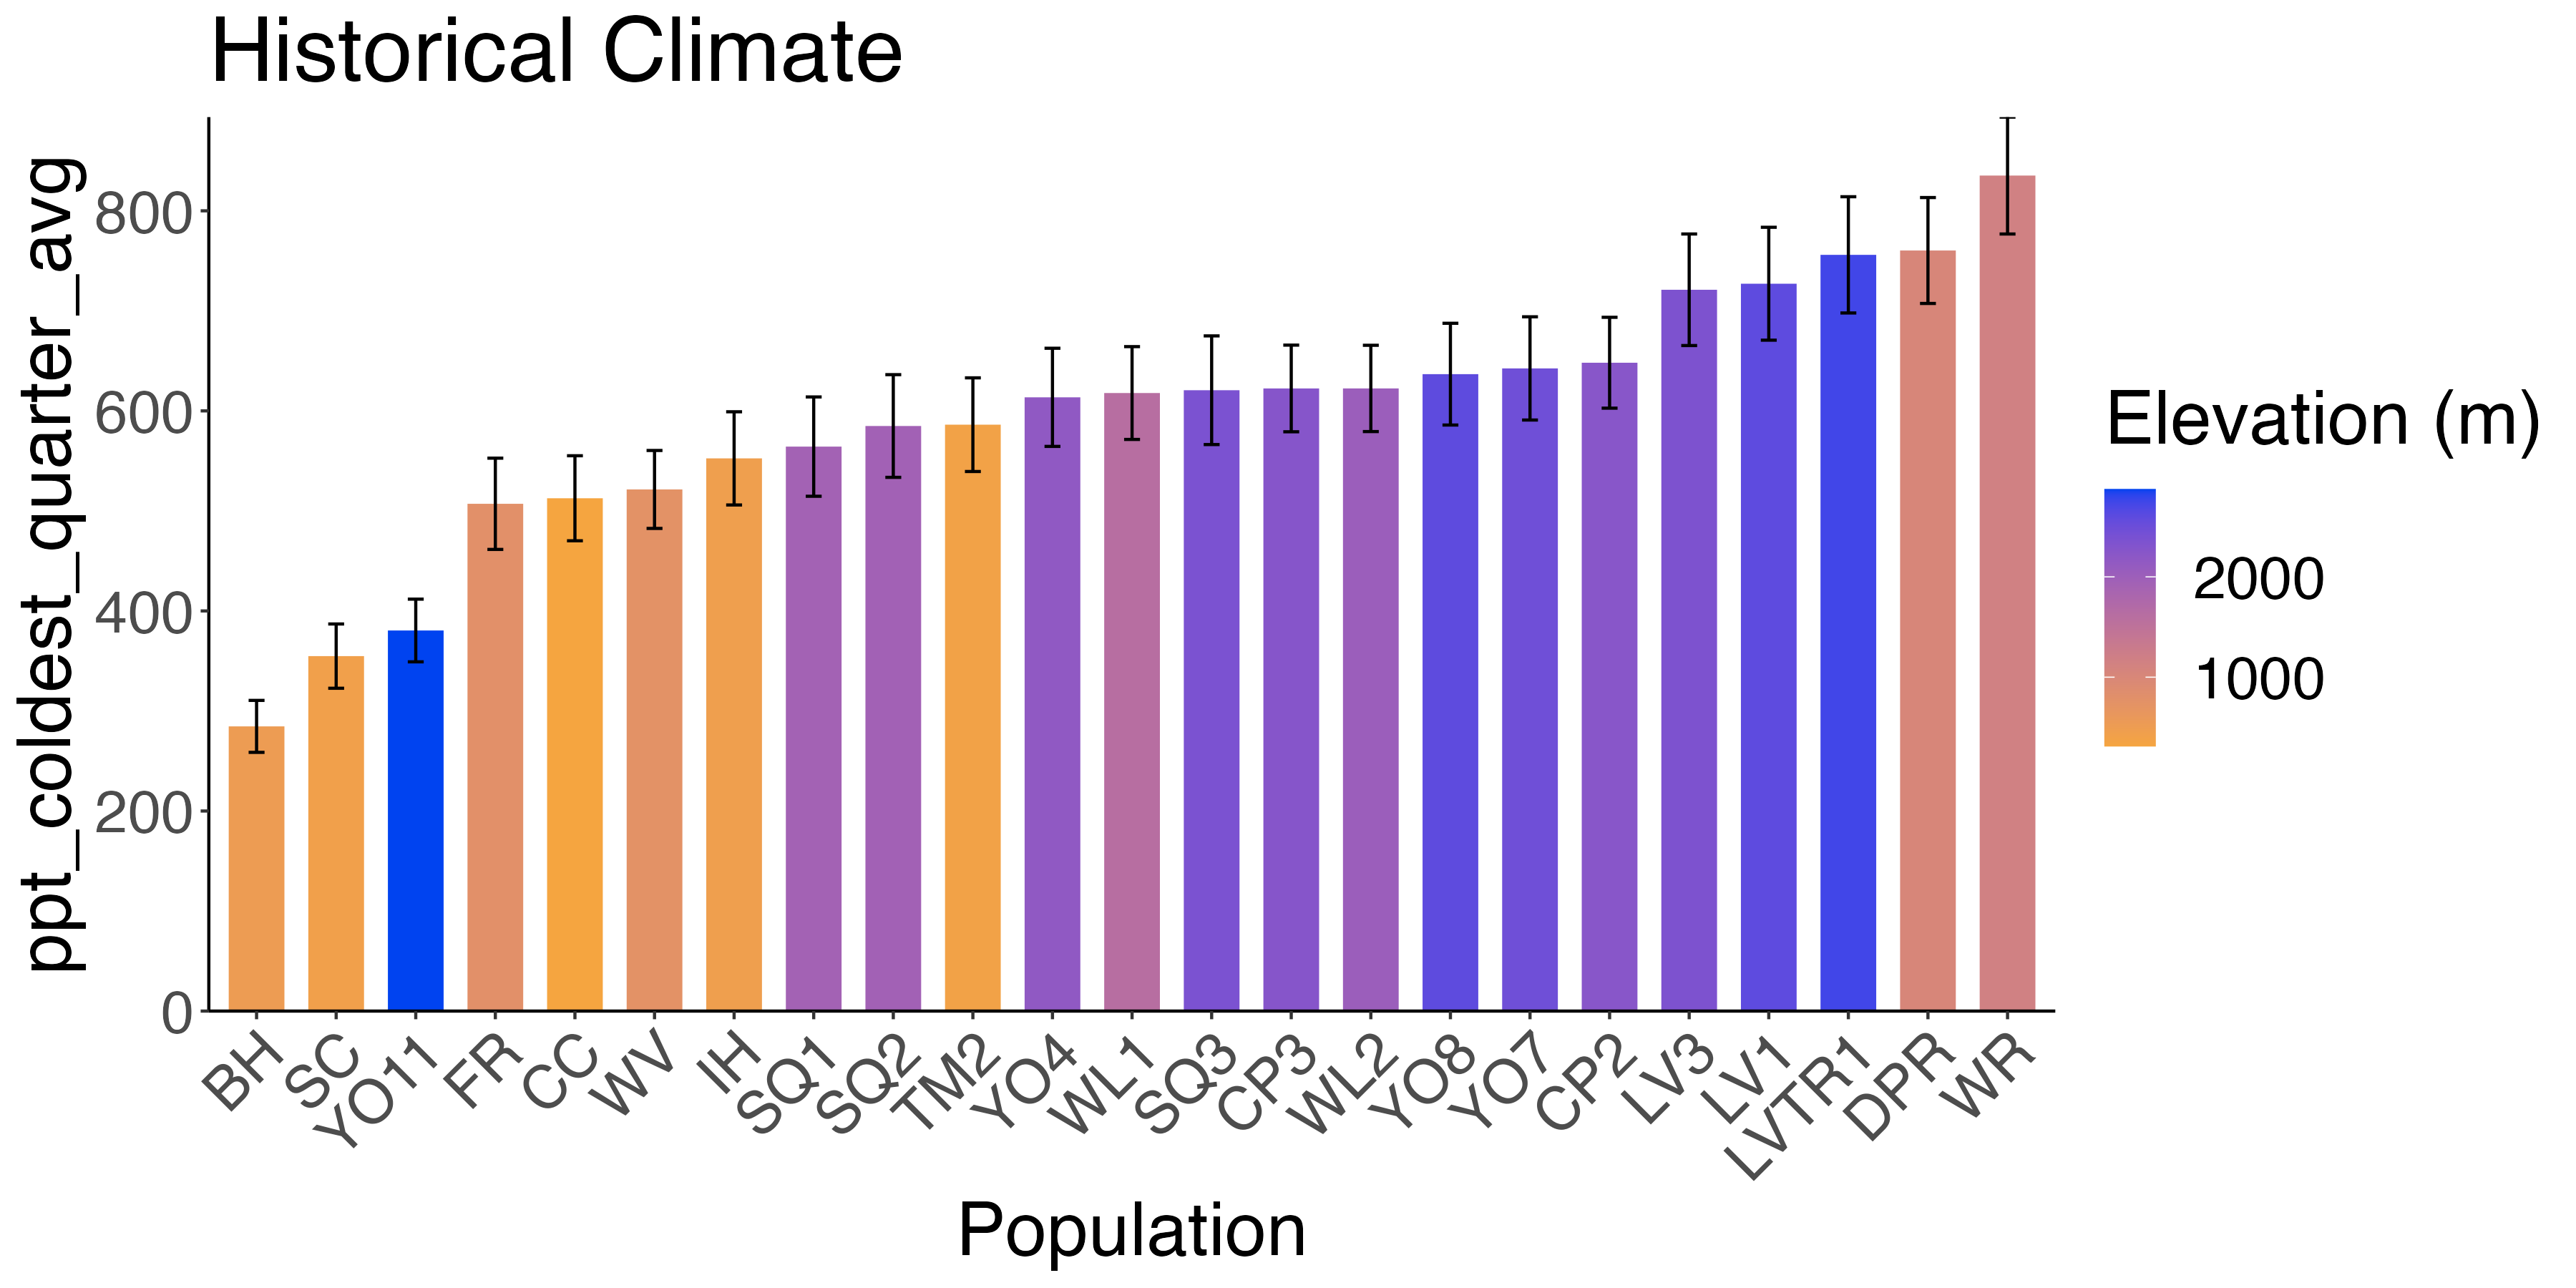 Historical Climate
ppt_coldest_quarter_avg
800
600
400
200
0
BH
SC
YO11
FR
CC
WV
IH
SQ1
SQ2
TM2
YO4
WL1
SQ3
CP3
WL2
YO8
YO7
CP2
LV3
LV1
LVTR1
DPR
WR
Population
Elevation (m)
2000
1000